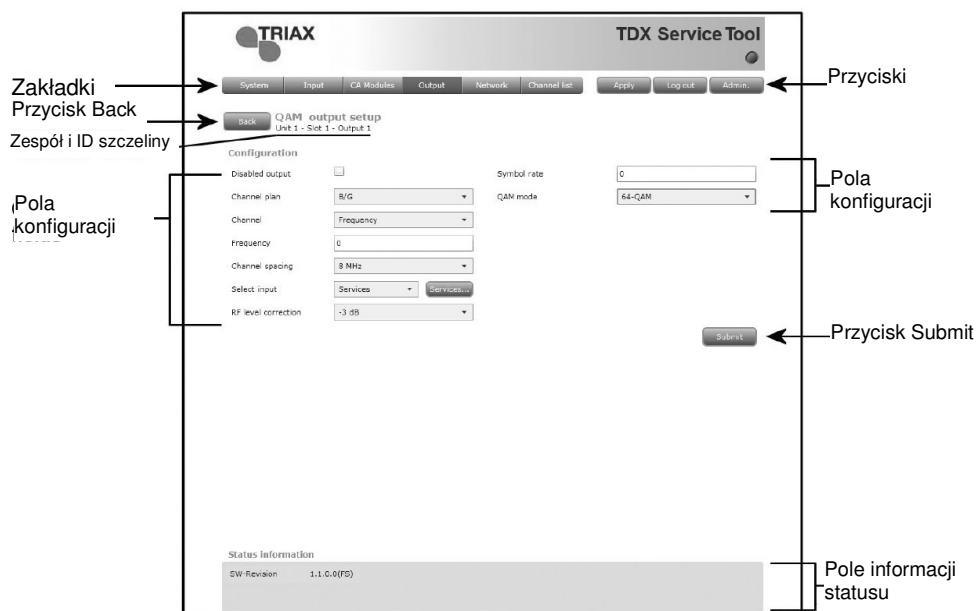 TRIAX
TDX Service Tool
Zakładki
System Input CA Modules Output Network Channel list Apply Log out Admin.
Przyciski
Przycisk Back
Back
QAM output setup
Unit 1 - Slot 1 - Output 1
Zespół i ID szczeliny
Configuration
Disabled output
Symbol rate 0
Channel plan B/G
QAM mode 64-QAM
Pola
konfiguracji
Pola
konfiguracji
Channel Frequency
Frequency 0
Channel spacing 8 MHz
Select input Services Services...
RF level correction -3 dB
Submit
Przycisk Submit
Status information
SW-Revision 1.1.0.0(FS)
Pole informacji
statusu